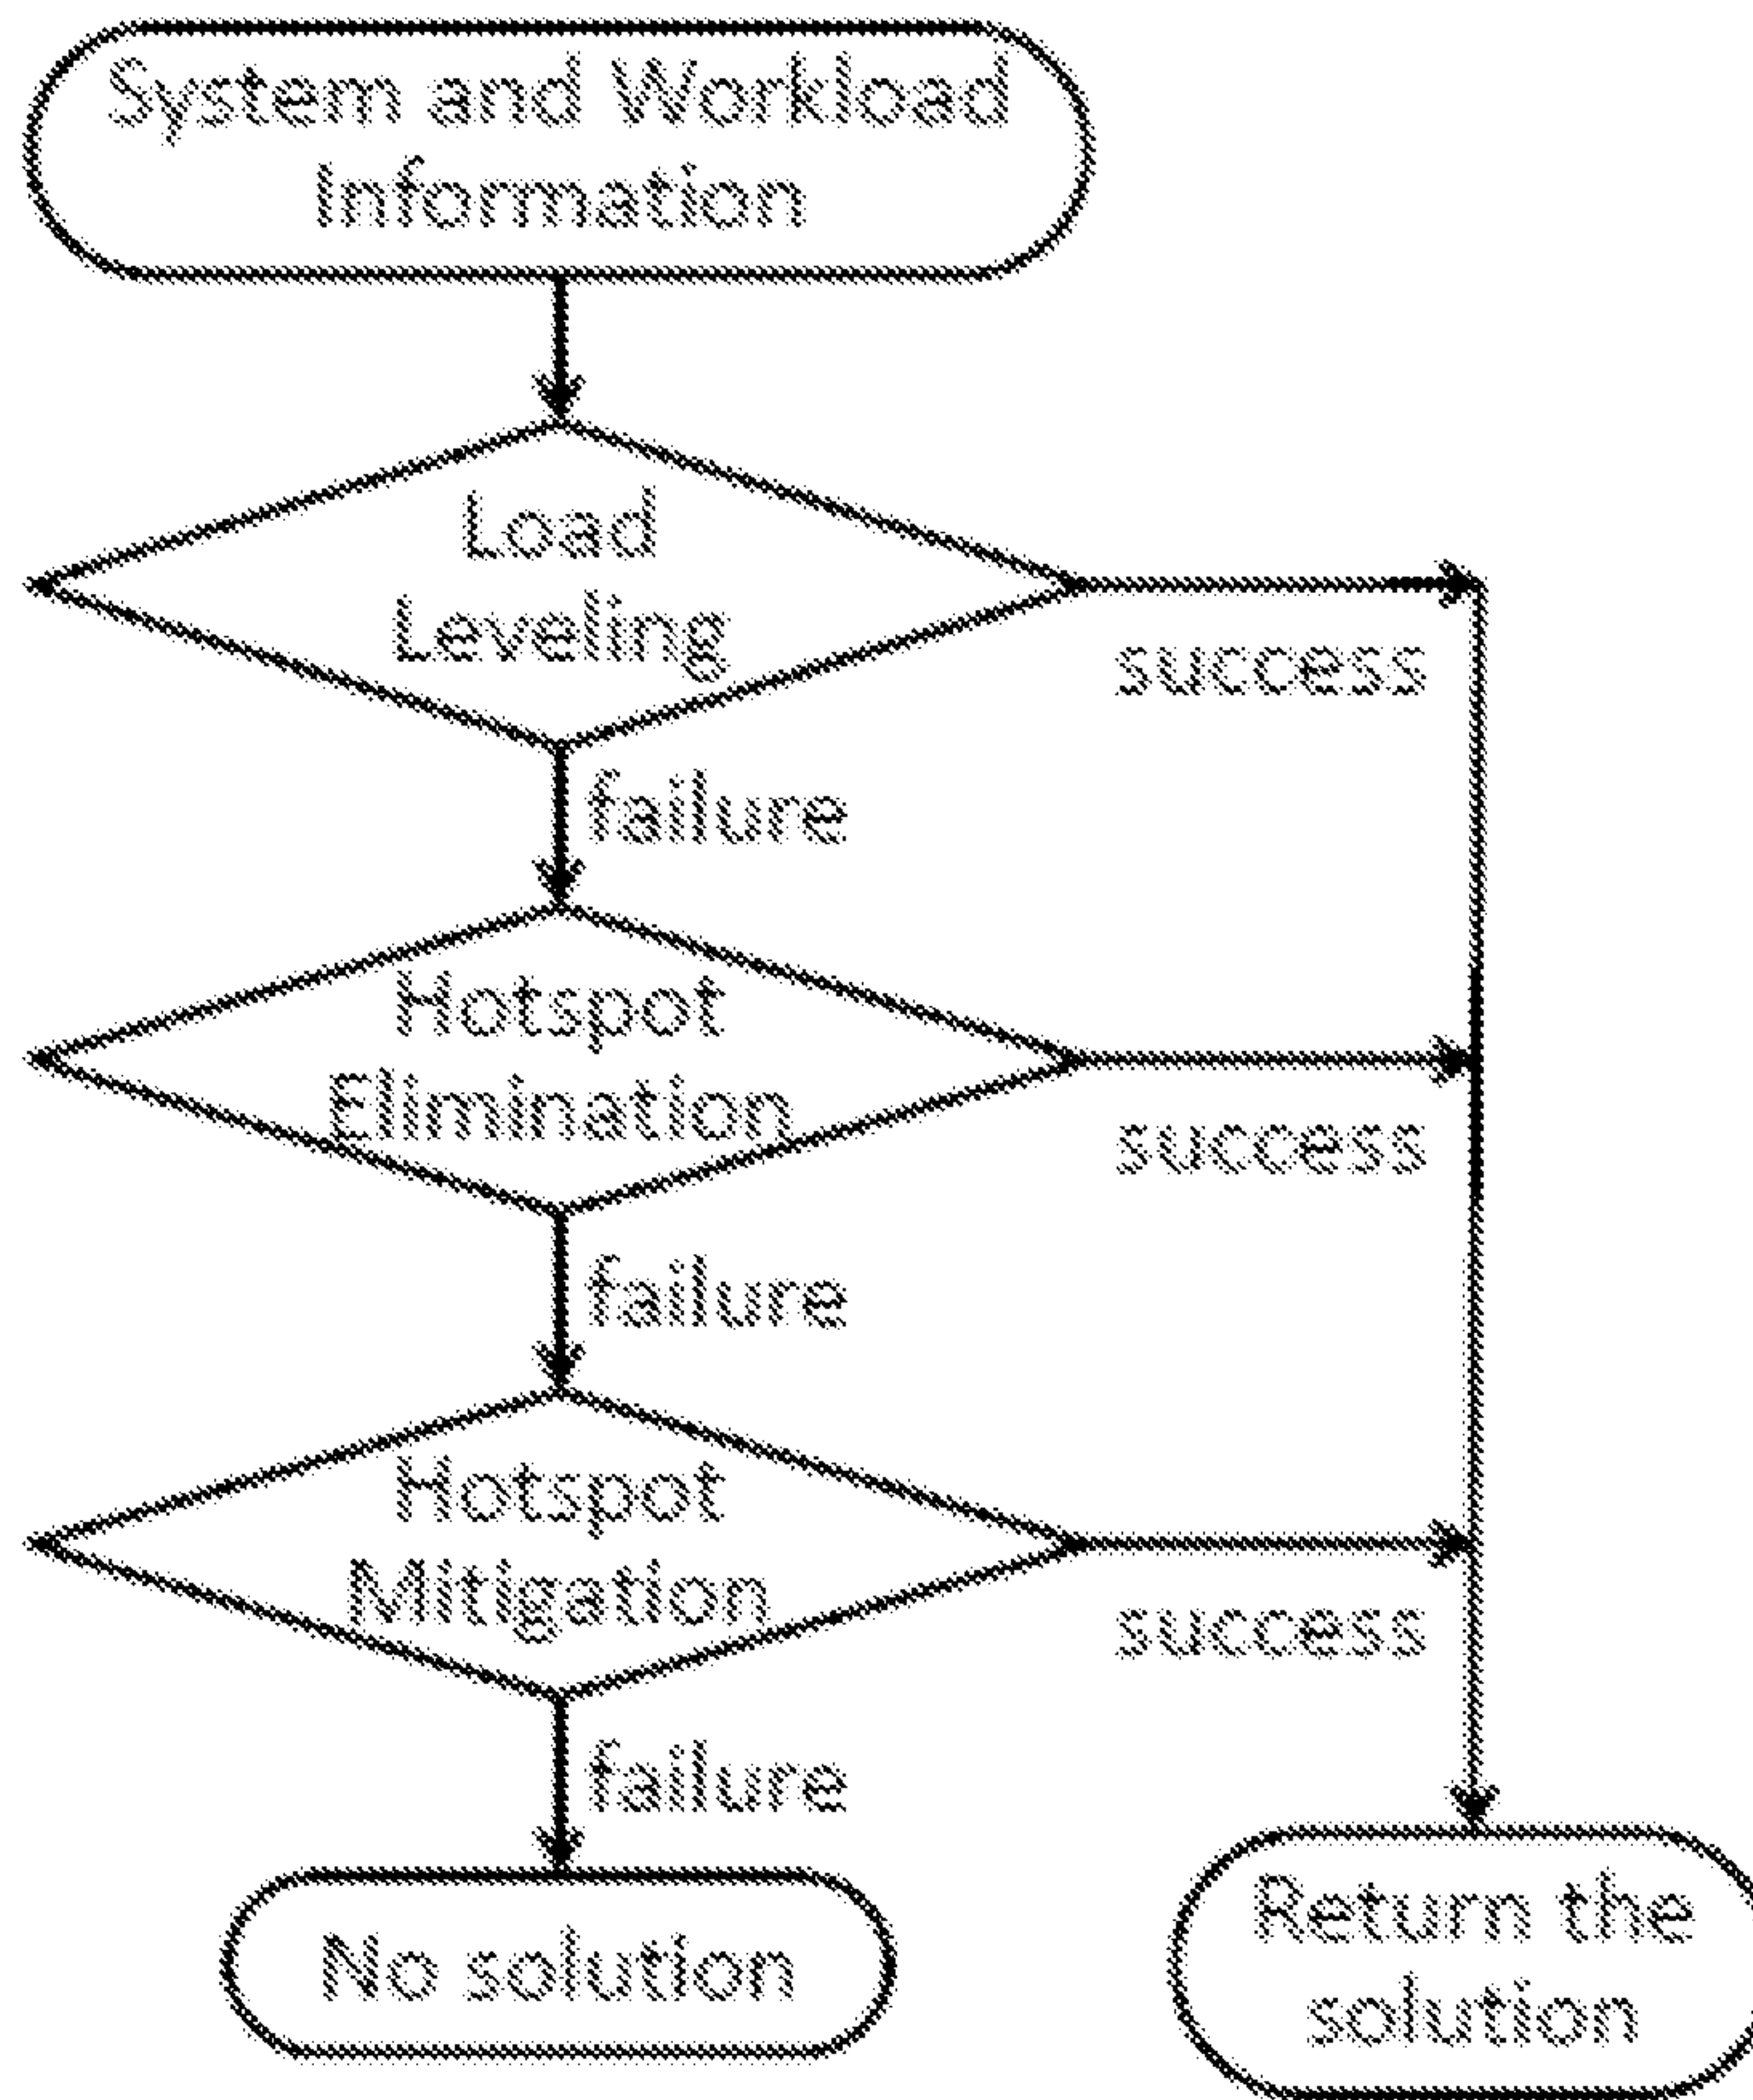 System and Workload
Information
Load
Leveling
success
failure
Hotspot
Elimination
success
failure
Hotspot
Mitigation
success
failure
No solution
Return the
solution